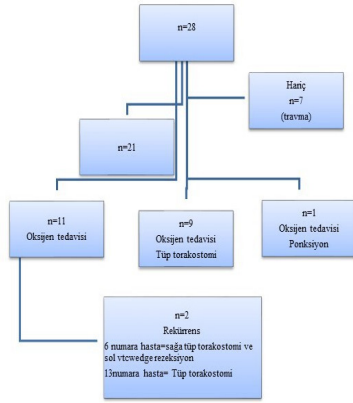 n=28
Hariç
n=7
(travma)
n=21
n=11
Oksijen tedavisi
n=9
Oksijen tedavisi
Tüp torakostomi
n=1
Oksijen tedavisi
Ponksiyon
n=2
Rekürrens
6 numara hasta=sağa tüp torakostomi ve
sol vtcwedge rezeksiyon
13numara hasta= Tüp torakostomi